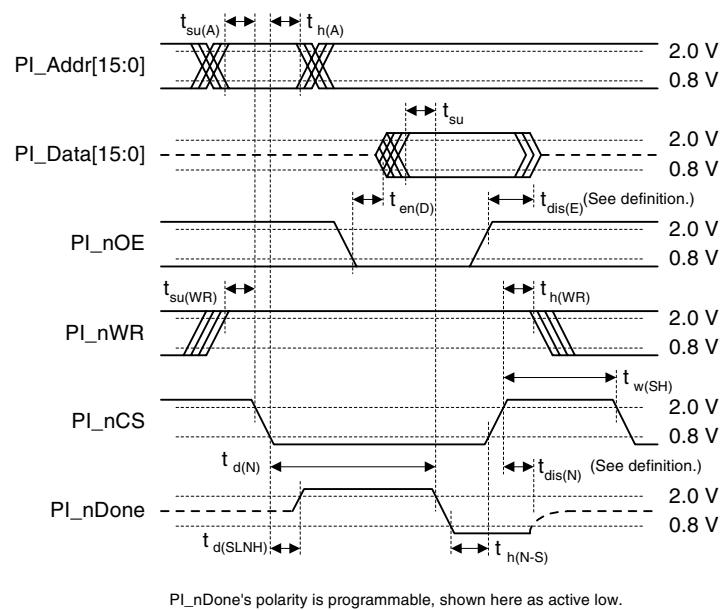 t su(A)
t h(A)
PI_Addr[15:0]
2.0 V
0.8 V
t su
PI_Data[15:0]
2.0 V
0.8 V
t en(D)
t dis(E) (See definition.)
PI_nOE
2.0 V
0.8 V
t su(WR)
t h(WR)
PI_nWR
2.0 V
0.8 V
t w(SH)
PI_nCS
2.0 V
0.8 V
t d(N)
t dis(N) (See definition.)
PI_nDone
2.0 V
0.8 V
t d(SLNH)
t h(N-S)
PI_nDone's polarity is programmable, shown here as active low.